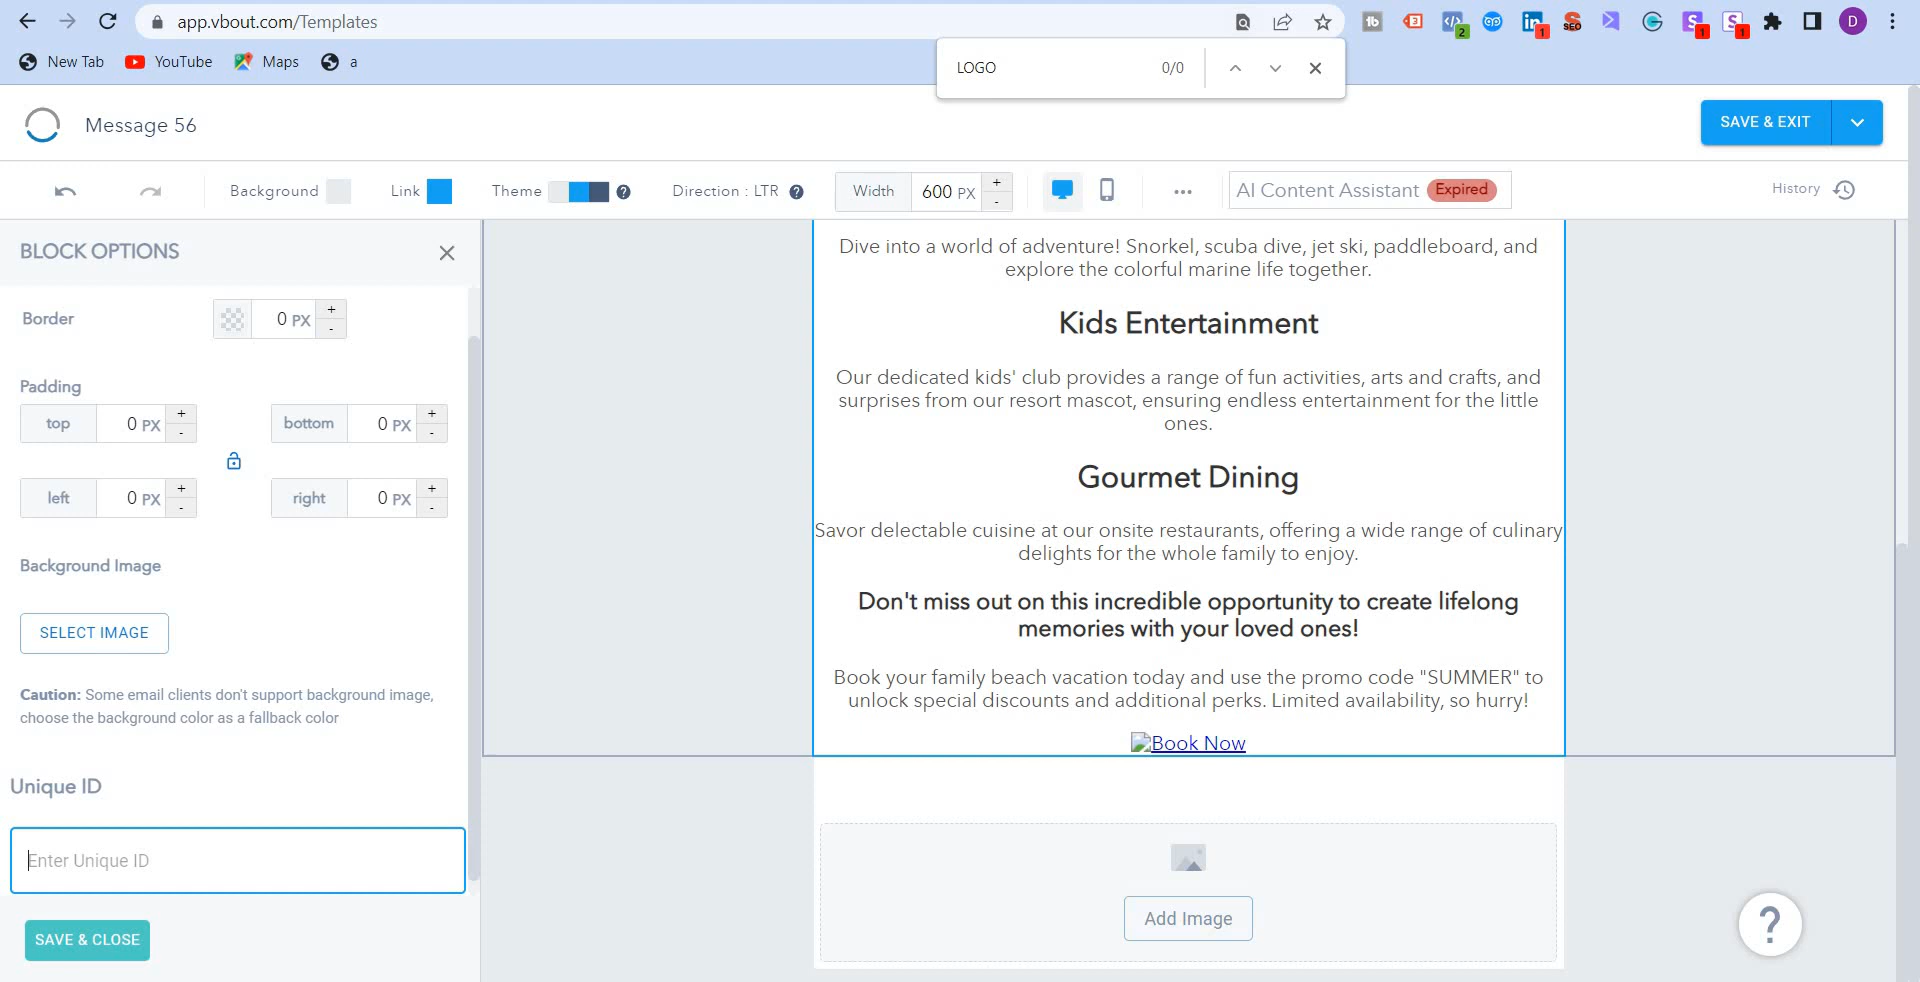 app.vbout.com/Templates
3
2
1
SEO
1
1
D
New Tab
YouTube
Maps
a
LOGO
0/0
Message 56
SAVE & EXIT
Background
Link
Theme
Direction : LTR
Width
600 PX
+
-
AI Content Assistant
Expired
History
BLOCK OPTIONS
Border
0 PX
+
-
Padding
top
0 PX
+
-
bottom
0 PX
+
-
left
0 PX
+
-
right
0 PX
+
-
Background Image
SELECT IMAGE
Caution: Some email clients don't support background image,
choose the background color as a fallback color
Unique ID
Enter Unique ID
SAVE & CLOSE
Dive into a world of adventure! Snorkel, scuba dive, jet ski, paddleboard, and
explore the colorful marine life together.
Kids Entertainment
Our dedicated kids' club provides a range of fun activities, arts and crafts, and
surprises from our resort mascot, ensuring endless entertainment for the little
ones.
Gourmet Dining
Savor delectable cuisine at our onsite restaurants, offering a wide range of culinary
delights for the whole family to enjoy.
Don't miss out on this incredible opportunity to create lifelong
memories with your loved ones!
Book your family beach vacation today and use the promo code "SUMMER" to
unlock special discounts and additional perks. Limited availability, so hurry!
Book Now
Add Image
?